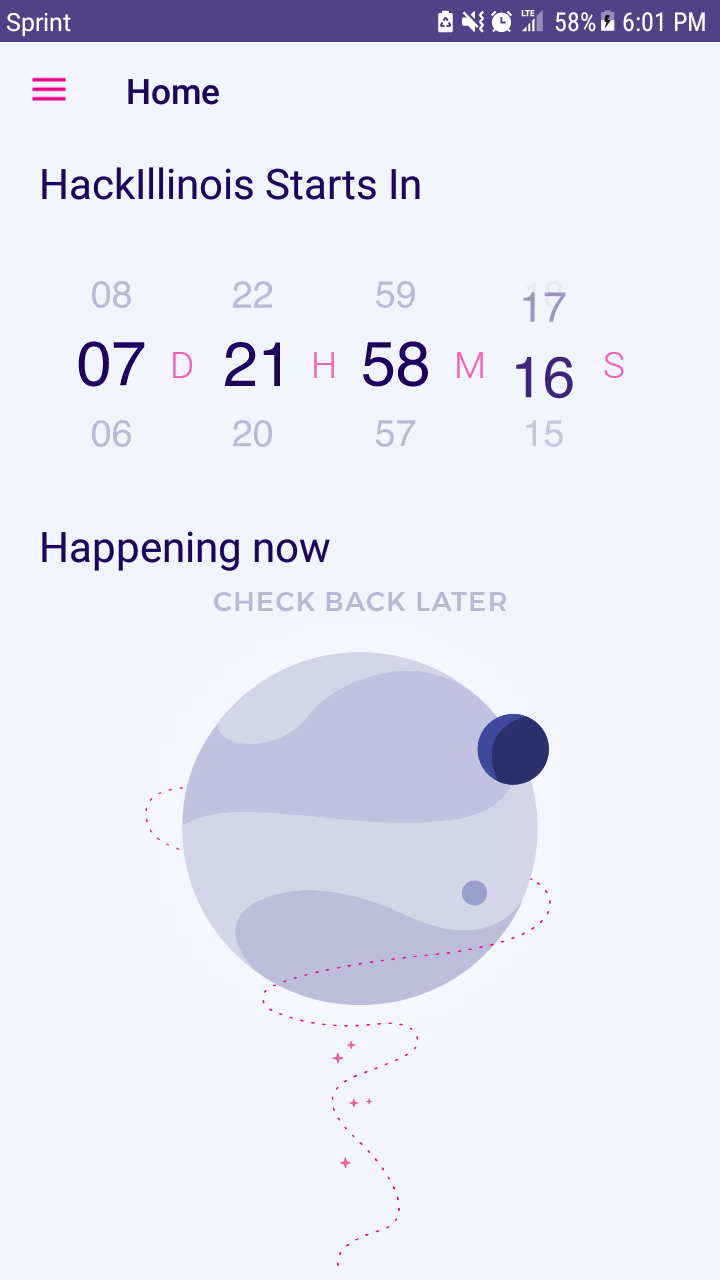 Sprint LTE 58% 6:01 PM
Home
HackIllinois Starts In
08 22 59 18
17
07 D 21 H 58 M 16 S
06 20 57 15
Happening now
CHECK BACK LATER